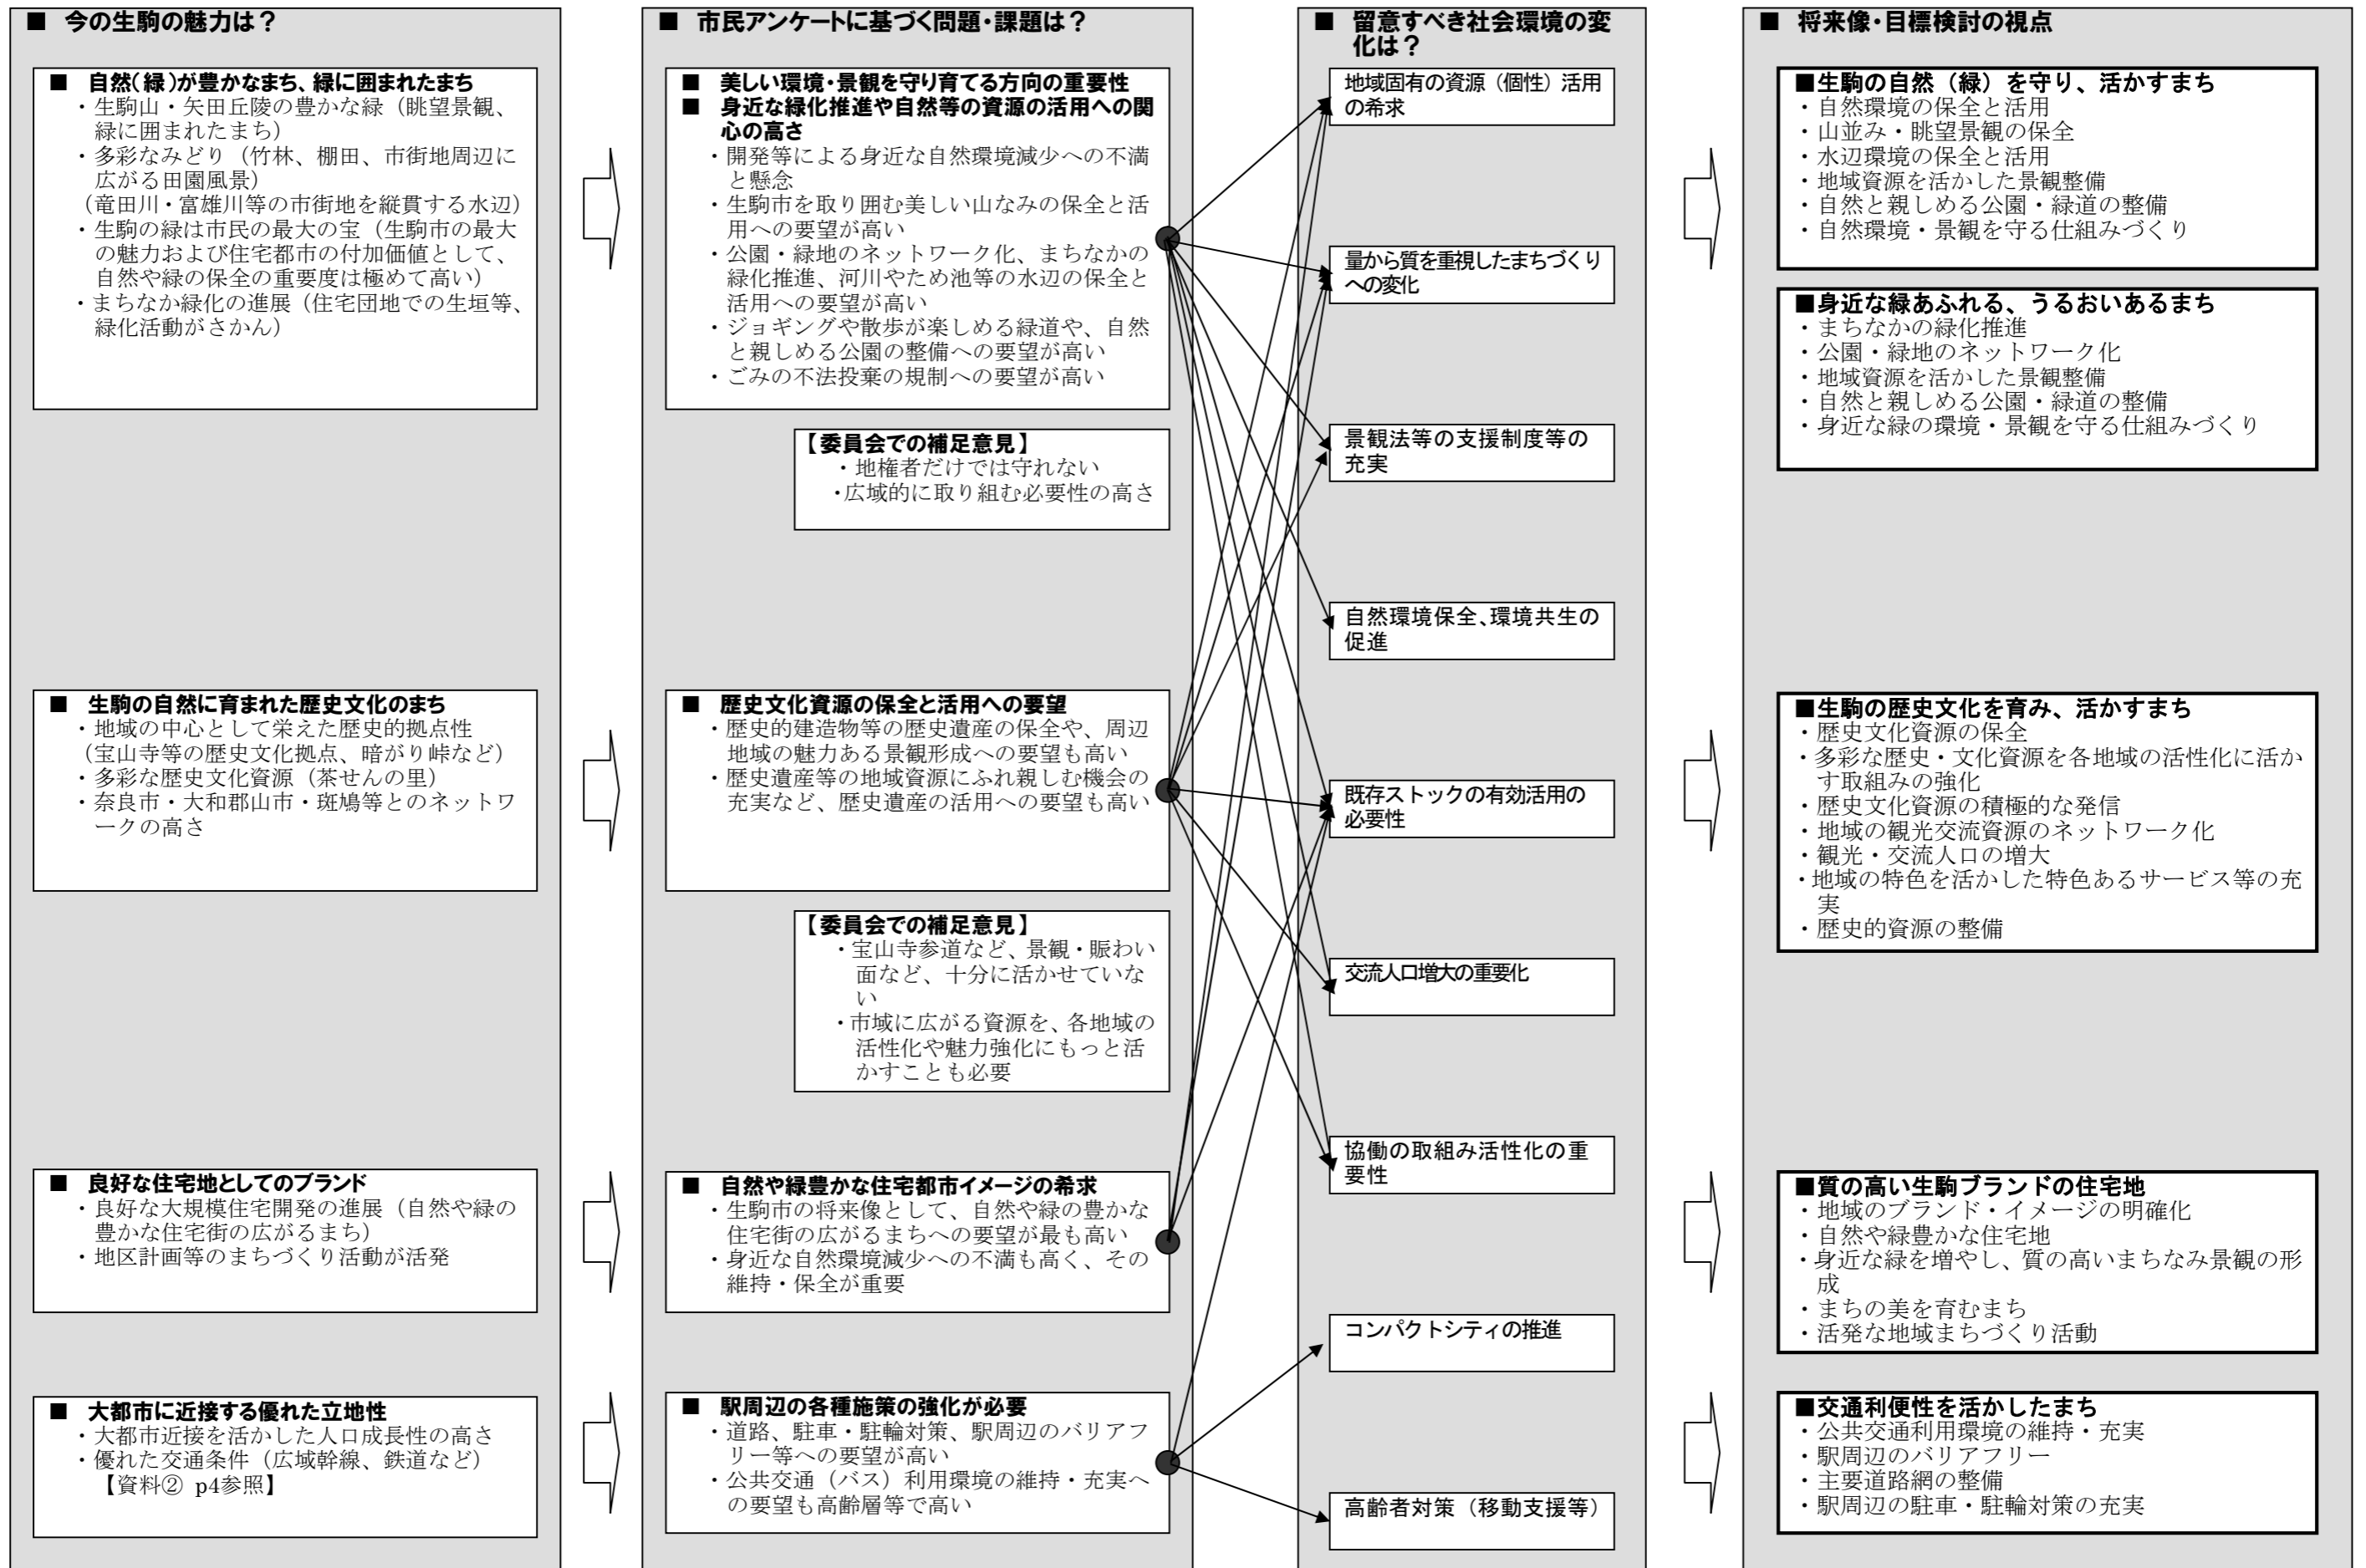 ■ 今の生駒の魅力は?
■ 自然(緑)が豊かなまち、緑に囲まれたまち
・生駒山・矢田丘陵の豊かな緑（眺望景観、
緑に囲まれたまち）
・多彩なみどり（竹林、棚田、市街地周辺に
広がる田園風景）
（竜田川・富雄川等の市街地を縦貫する水辺）
・生駒の緑は市民の最大の宝（生駒市の最大
の魅力および住宅都市の付加価値として、
自然や緑の保全の重要度は極めて高い）
・まちなか緑化の進展（住宅団地での生垣等、
緑化活動がさかん）
■ 生駒の自然に育まれた歴史文化のまち
・地域の中心として栄えた歴史的拠点性
（宝山寺等の歴史文化拠点、暗がり峠など）
・多彩な歴史文化資源（茶せんの里）
・奈良市・大和郡山市・斑鳩等とのネットワ
ークの高さ
■ 良好な住宅地としてのブランド
・良好な大規模住宅開発の進展（自然や緑の
豊かな住宅街の広がるまち）
・地区計画等のまちづくり活動が活発
■ 大都市に近接する優れた立地性
・大都市近接を活かした人口成長性の高さ
・優れた交通条件（広域幹線、鉄道など）
【資料② p4参照】
■ 市民アンケートに基づく問題・課題は?
■ 美しい環境・景観を守り育てる方向の重要性
■ 身近な緑化推進や自然等の資源の活用への関
心の高さ
・開発等による身近な自然環境減少への不満
と懸念
・生駒市を取り囲む美しい山なみの保全と活
用への要望が高い
・公園・緑地のネットワーク化、まちなかの
緑化推進、河川やため池等の水辺の保全と
活用への要望が高い
・ジョギングや散歩が楽しめる緑道や、自然
と親しめる公園の整備への要望が高い
・ごみの不法投棄の規制への要望が高い
【委員会での補足意見】
・地権者だけでは守れない
・広域的に取り組む必要性の高さ
■ 歴史文化資源の保全と活用への要望
・歴史的建造物等の歴史遺産の保全や、周辺
地域の魅力ある景観形成への要望も高い
・歴史遺産等の地域資源にふれ親しむ機会の
充実など、歴史遺産の活用への要望も高い
【委員会での補足意見】
・宝山寺参道など、景観・賑わい
面など、十分に活かせていな
い
・市域に広がる資源を、各地域の
活性化や魅力強化にもっと活
かすことも必要
■ 自然や緑豊かな住宅都市イメージの希求
・生駒市の将来像として、自然や緑の豊かな
住宅街の広がるまちへの要望が最も高い
・身近な自然環境減少への不満も高く、その
維持・保全が重要
■ 駅周辺の各種施策の強化が必要
・道路、駐車・駐輪対策、駅周辺のバリアフ
リー等への要望が高い
・公共交通（バス）利用環境の維持・充実へ
の要望も高齢層等で高い
■ 留意すべき社会環境の変
化は?
地域固有の資源（個性）活用
の希求
量から質を重視したまちづくり
への変化
景観法等の支援制度等の
充実
自然環境保全、環境共生の
促進
既存ストックの有効活用の
必要性
交流人口増大の重要化
協働の取組み活性化の重
要性
コンパクトシティの推進
高齢者対策（移動支援等）
■ 将来像・目標検討の視点
■生駒の自然（緑）を守り、活かすまち
・自然環境の保全と活用
・山並み・眺望景観の保全
・水辺環境の保全と活用
・地域資源を活かした景観整備
・自然と親しめる公園・緑道の整備
・自然環境・景観を守る仕組みづくり
■身近な緑あふれる、うるおいあるまち
・まちなかの緑化推進
・公園・緑地のネットワーク化
・地域資源を活かした景観整備
・自然と親しめる公園・緑道の整備
・身近な緑の環境・景観を守る仕組みづくり
■生駒の歴史文化を育み、活かすまち
・歴史文化資源の保全
・多彩な歴史・文化資源を各地域の活性化に活か
す取組みの強化
・歴史文化資源の積極的な発信
・地域の観光交流資源のネットワーク化
・観光・交流人口の増大
・地域の特色を活かした特色あるサービス等の充
実
・歴史的資源の整備
■質の高い生駒ブランドの住宅地
・地域のブランド・イメージの明確化
・自然や緑豊かな住宅地
・身近な緑を増やし、質の高いまちなみ景観の形
成
・まちの美を育むまち
・活発な地域まちづくり活動
■交通利便性を活かしたまち
・公共交通利用環境の維持・充実
・駅周辺のバリアフリー
・主要道路網の整備
・駅周辺の駐車・駐輪対策の充実